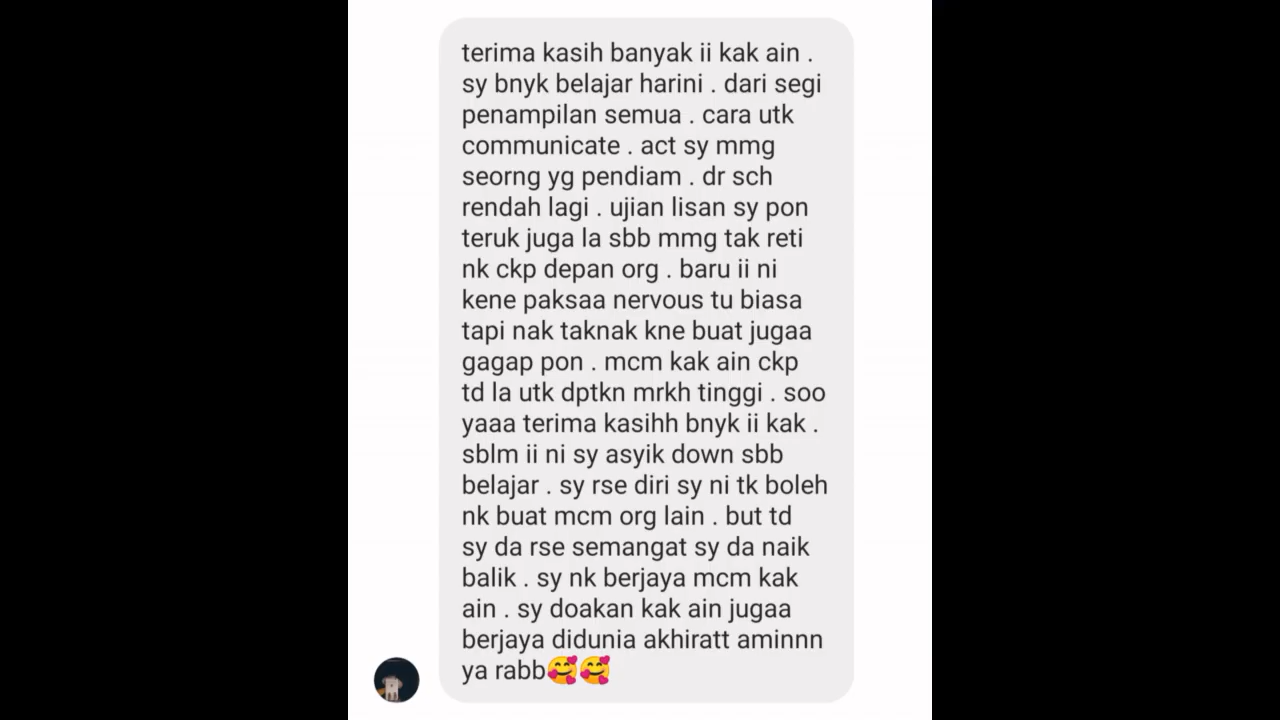 terima kasih banyak ii kak ain .
sy bnyk belajar harini . dari segi
penampilan semua . cara utk
communicate . act sy mmg
seorng yg pendiam . dr sch
rendah lagi . ujian lisan sy pon
teruk juga la sbb mmg tak reti
nk ckp depan org . baru ii ni
kene paksaa nervous tu biasa
tapi nak taknak kne buat jugaa
gagap pon . mcm kak ain ckp
td la utk dptkn mrkh tinggi . soo
yaaa terima kasihh bnyk ii kak .
sblm ii ni sy asyik down sbb
belajar . sy rse diri sy ni tk boleh
nk buat mcm org lain . but td
sy da rse semangat sy da naik
balik . sy nk berjaya mcm kak
ain . sy doakan kak ain jugaa
berjaya didunia akhiratt aminnn
ya rabb🥰🥰